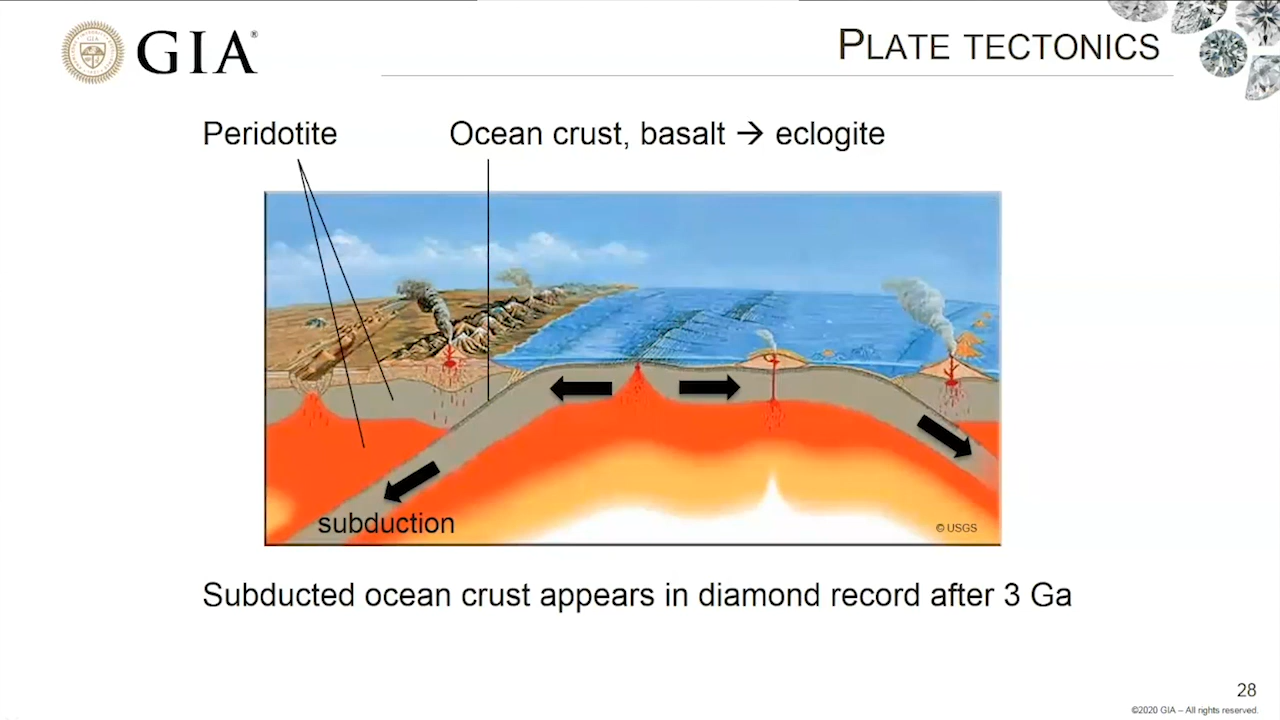 GIA®
PLATE TECTONICS
Peridotite
Ocean crust, basalt → eclogite
subduction
© USGS
Subducted ocean crust appears in diamond record after 3 Ga
28
©2020 GIA – All rights reserved.